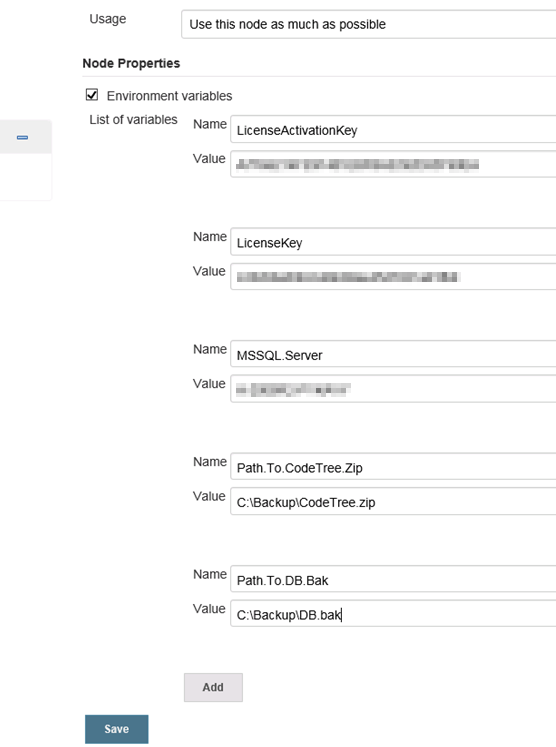 Usage Use this node as much as possible
Node Properties
Environment variables
List of variables Name LicenseActivationKey
Value
Name LicenseKey
Value
Name MSSQL.Server
Value
Name Path.To.CodeTree.Zip
Value C:\Backup\CodeTree.zip
Name Path.To.DB.Bak
Value C:\Backup\DB.bak
Add
Save